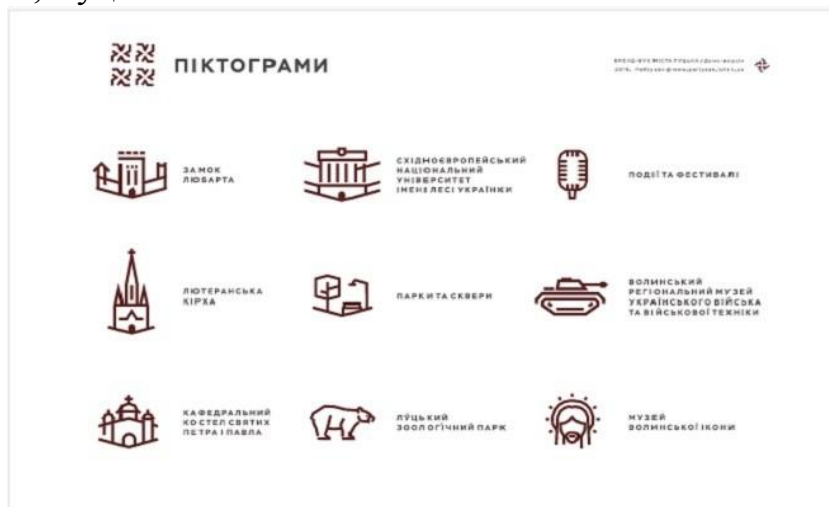 ПІКТОГРАМИ
ЗАМОК
ЛЮБАРТА
СХІДНОЄВРОПЕЙСЬКИЙ
НАЦІОНАЛЬНИЙ
УНІВЕРСИТЕТ
ІМЕНІ ЛЕСІ УКРАЇНКИ
ПОДІЇ ТА ФЕСТИВАЛІ
ЛЮТЕРАНСЬКА
КІРХА
ПАРКИ ТА СКВЕРИ
ВОЛИНСЬКИЙ
РЕГІОНАЛЬНИЙ МУЗЕЙ
УКРАЇНСЬКОГО ВІЙСЬКА
ТА ВІЙСЬКОВОЇ ТЕХНІКИ
КАФЕДРАЛЬНИЙ
КОСТЕЛ СВЯТИХ
ПЕТРА І ПАВЛА
ЛУЦЬКИЙ
ЗООЛОГІЧНИЙ ПАРК
МУЗЕЙ
ВОЛИНСЬКОЇ ІКОНИ